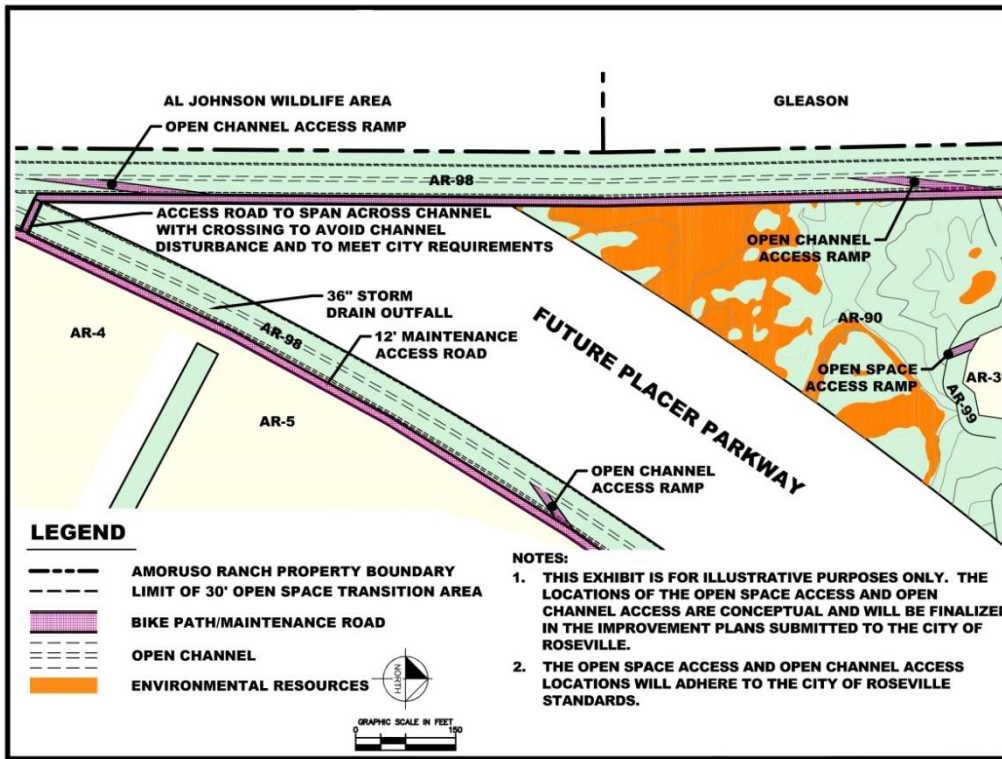 AL JOHNSON WILDLIFE AREA
GLEASON
OPEN CHANNEL ACCESS RAMP
AR-98
ACCESS ROAD TO SPAN ACROSS CHANNEL
WITH CROSSING TO AVOID CHANNEL
DISTURBANCE AND TO MEET CITY REQUIREMENTS
OPEN CHANNEL
ACCESS RAMP
36" STORM
DRAIN OUTFALL
AR-98
12' MAINTENANCE
ACCESS ROAD
AR-4
AR-5
FUTURE PLACER PARKWAY
AR-90
OPEN SPACE
ACCESS RAMP
AR-3
AR-99
OPEN CHANNEL
ACCESS RAMP
LEGEND
AMORUSO RANCH PROPERTY BOUNDARY
LIMIT OF 30' OPEN SPACE TRANSITION AREA
BIKE PATH/MAINTENANCE ROAD
OPEN CHANNEL
ENVIRONMENTAL RESOURCES
NORTH
GRAPHIC SCALE IN FEET
0 150
NOTES:
1. THIS EXHIBIT IS FOR ILLUSTRATIVE PURPOSES ONLY. THE
LOCATIONS OF THE OPEN SPACE ACCESS AND OPEN
CHANNEL ACCESS ARE CONCEPTUAL AND WILL BE FINALIZED
IN THE IMPROVEMENT PLANS SUBMITTED TO THE CITY OF
ROSEVILLE.
2. THE OPEN SPACE ACCESS AND OPEN CHANNEL ACCESS
LOCATIONS WILL ADHERE TO THE CITY OF ROSEVILLE
STANDARDS.